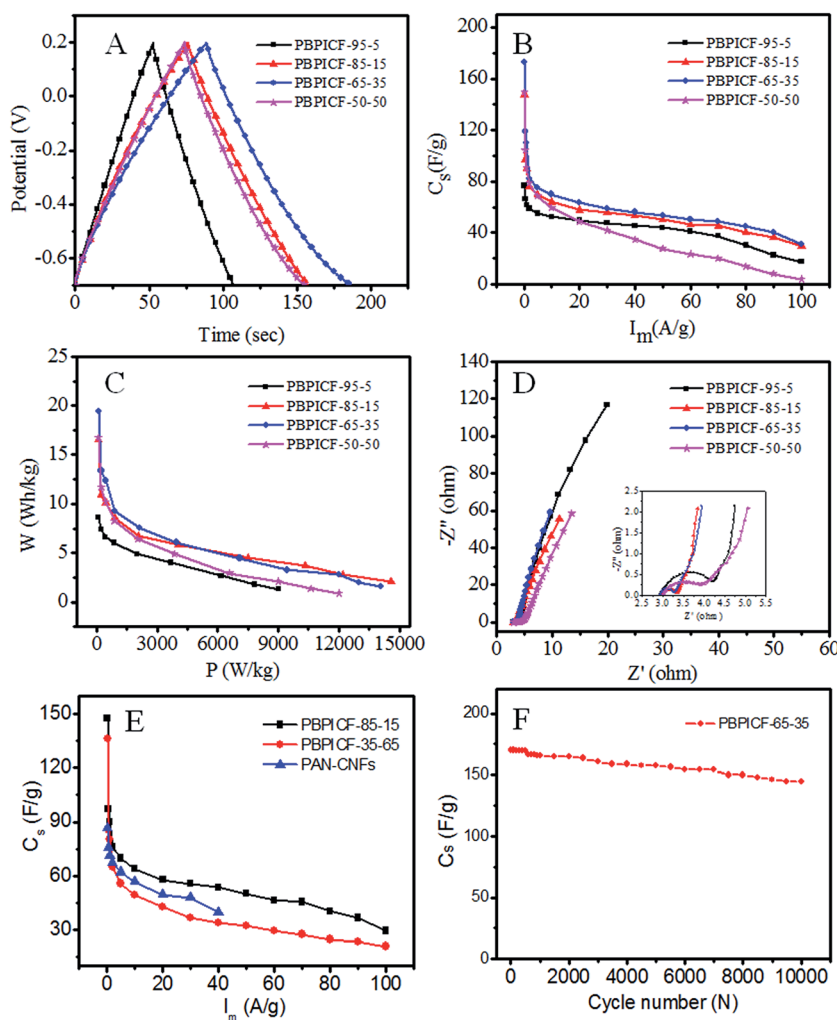 A
PBPICF-95-5
PBPICF-85-15
PBPICF-65-35
PBPICF-50-50
0.2
0.0
-0.2
-0.4
-0.6
Potential (V)
0 50 100 150 200
Time (sec)
B
PBPICF-95-5
PBPICF-85-15
PBPICF-65-35
PBPICF-50-50
200
160
120
80
40
0
Cs(F/g)
0 20 40 60 80 100
Im(A/g)
C
PBPICF-95-5
PBPICF-85-15
PBPICF-65-35
PBPICF-50-50
25
20
15
10
5
0
W (Wh/kg)
0 3000 6000 9000 12000 15000
P (W/kg)
D
PBPICF-95-5
PBPICF-85-15
PBPICF-65-35
PBPICF-50-50
140
120
100
80
60
40
20
0
-Z" (ohm)
0 10 20 30 40 50 60
Z' (ohm)
2.5
2.0
1.5
1.0
0.5
0.0
-Z" (ohm)
2.5 3.0 3.5 4.0 4.5 5.0 5.5
Z' (ohm)
E
PBPICF-85-15
PBPICF-35-65
PAN-CNFs
150
120
90
60
30
Cs (F/g)
0 20 40 60 80 100
Im (A/g)
F
PBPICF-65-35
200
150
100
50
0
Cs (F/g)
0 2000 4000 6000 8000 10000
Cycle number (N)